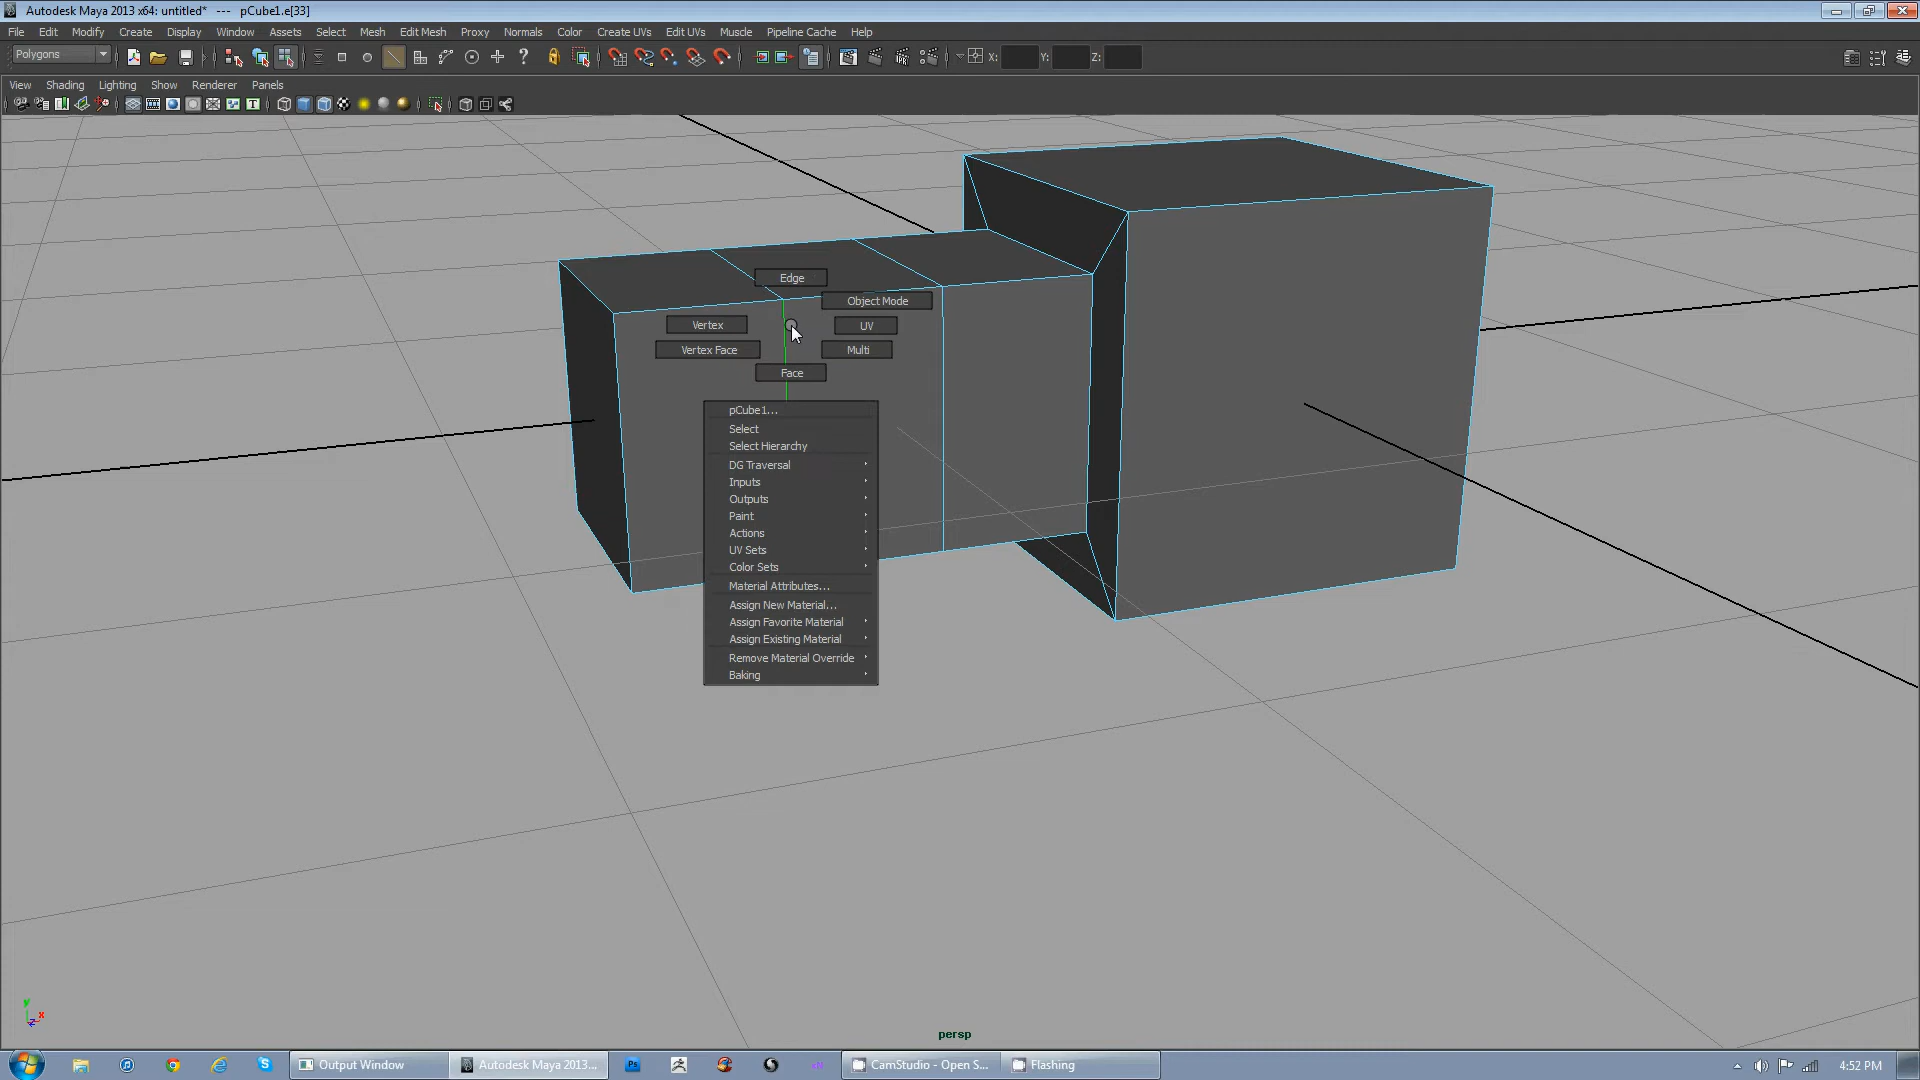 Autodesk Maya 2013 x64: untitled*   ---   pCube1.e[33]
File Edit Modify Create Display Window Assets Select Mesh Edit Mesh Proxy Normals Color Create UVs Edit UVs Muscle Pipeline Cache Help
Polygons X: Y: Z:
View Shading Lighting Show Renderer Panels
Edge
Object Mode
Vertex UV
Vertex Face Multi
Face
pCube1...
Select
Select Hierarchy
DG Traversal
Inputs
Outputs
Paint
Actions
UV Sets
Color Sets
Material Attributes...
Assign New Material...
Assign Favorite Material
Assign Existing Material
Remove Material Override
Baking
y
x
z
persp
Output Window Autodesk Maya 2013... Ps CamStudio - Open S... Flashing 4:52 PM